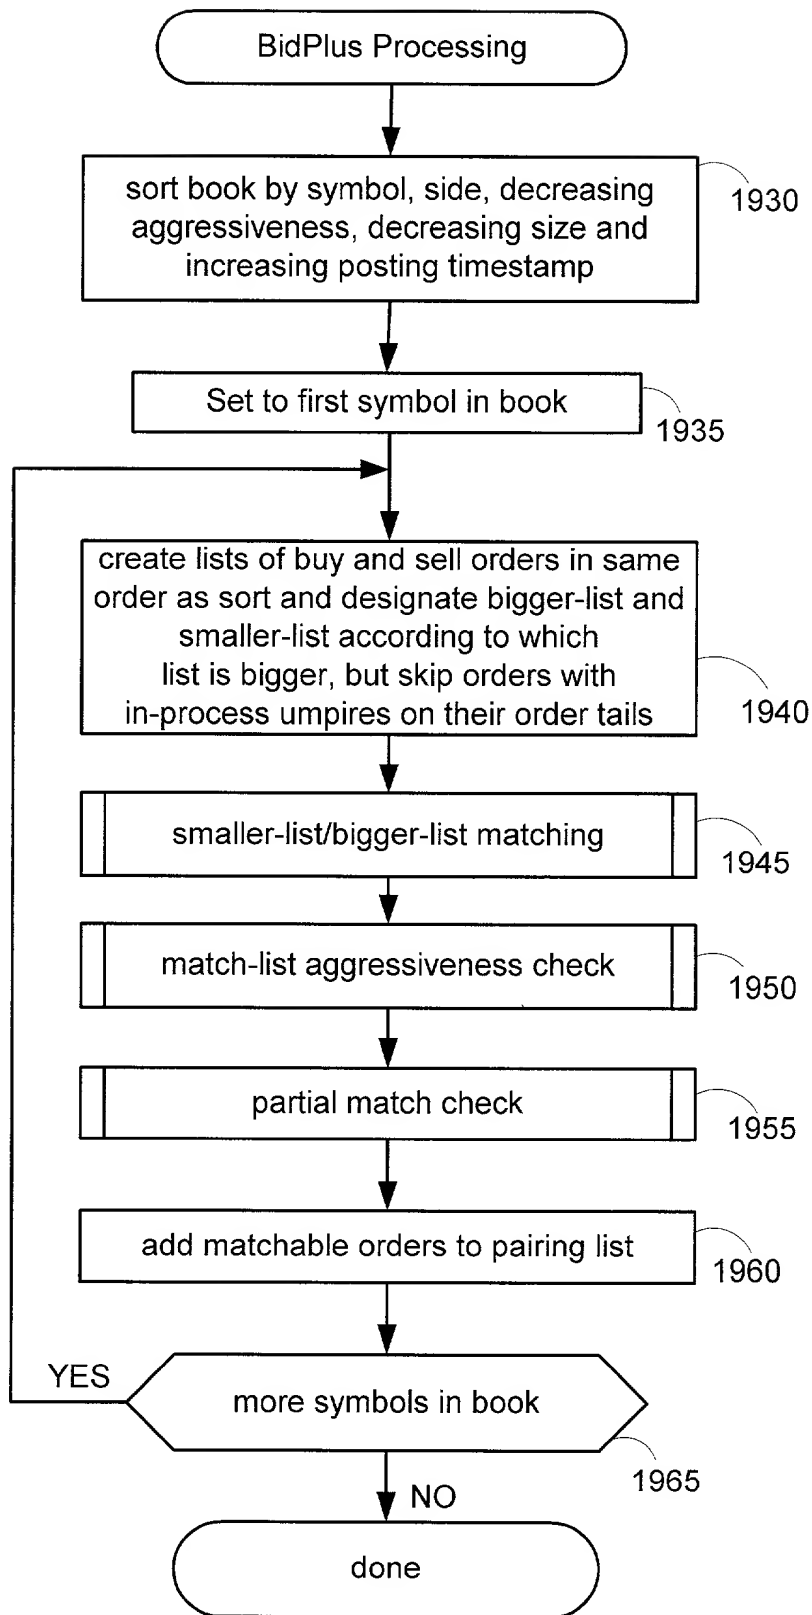 BidPlus Processing
sort book by symbol, side, decreasing
aggressiveness, decreasing size and
increasing posting timestamp
1930
Set to first symbol in book
1935
create lists of buy and sell orders in same
order as sort and designate bigger-list and
smaller-list according to which
list is bigger, but skip orders with
in-process umpires on their order tails
1940
smaller-list/bigger-list matching
1945
match-list aggressiveness check
1950
partial match check
1955
add matchable orders to pairing list
1960
YES
more symbols in book
1965
NO
done